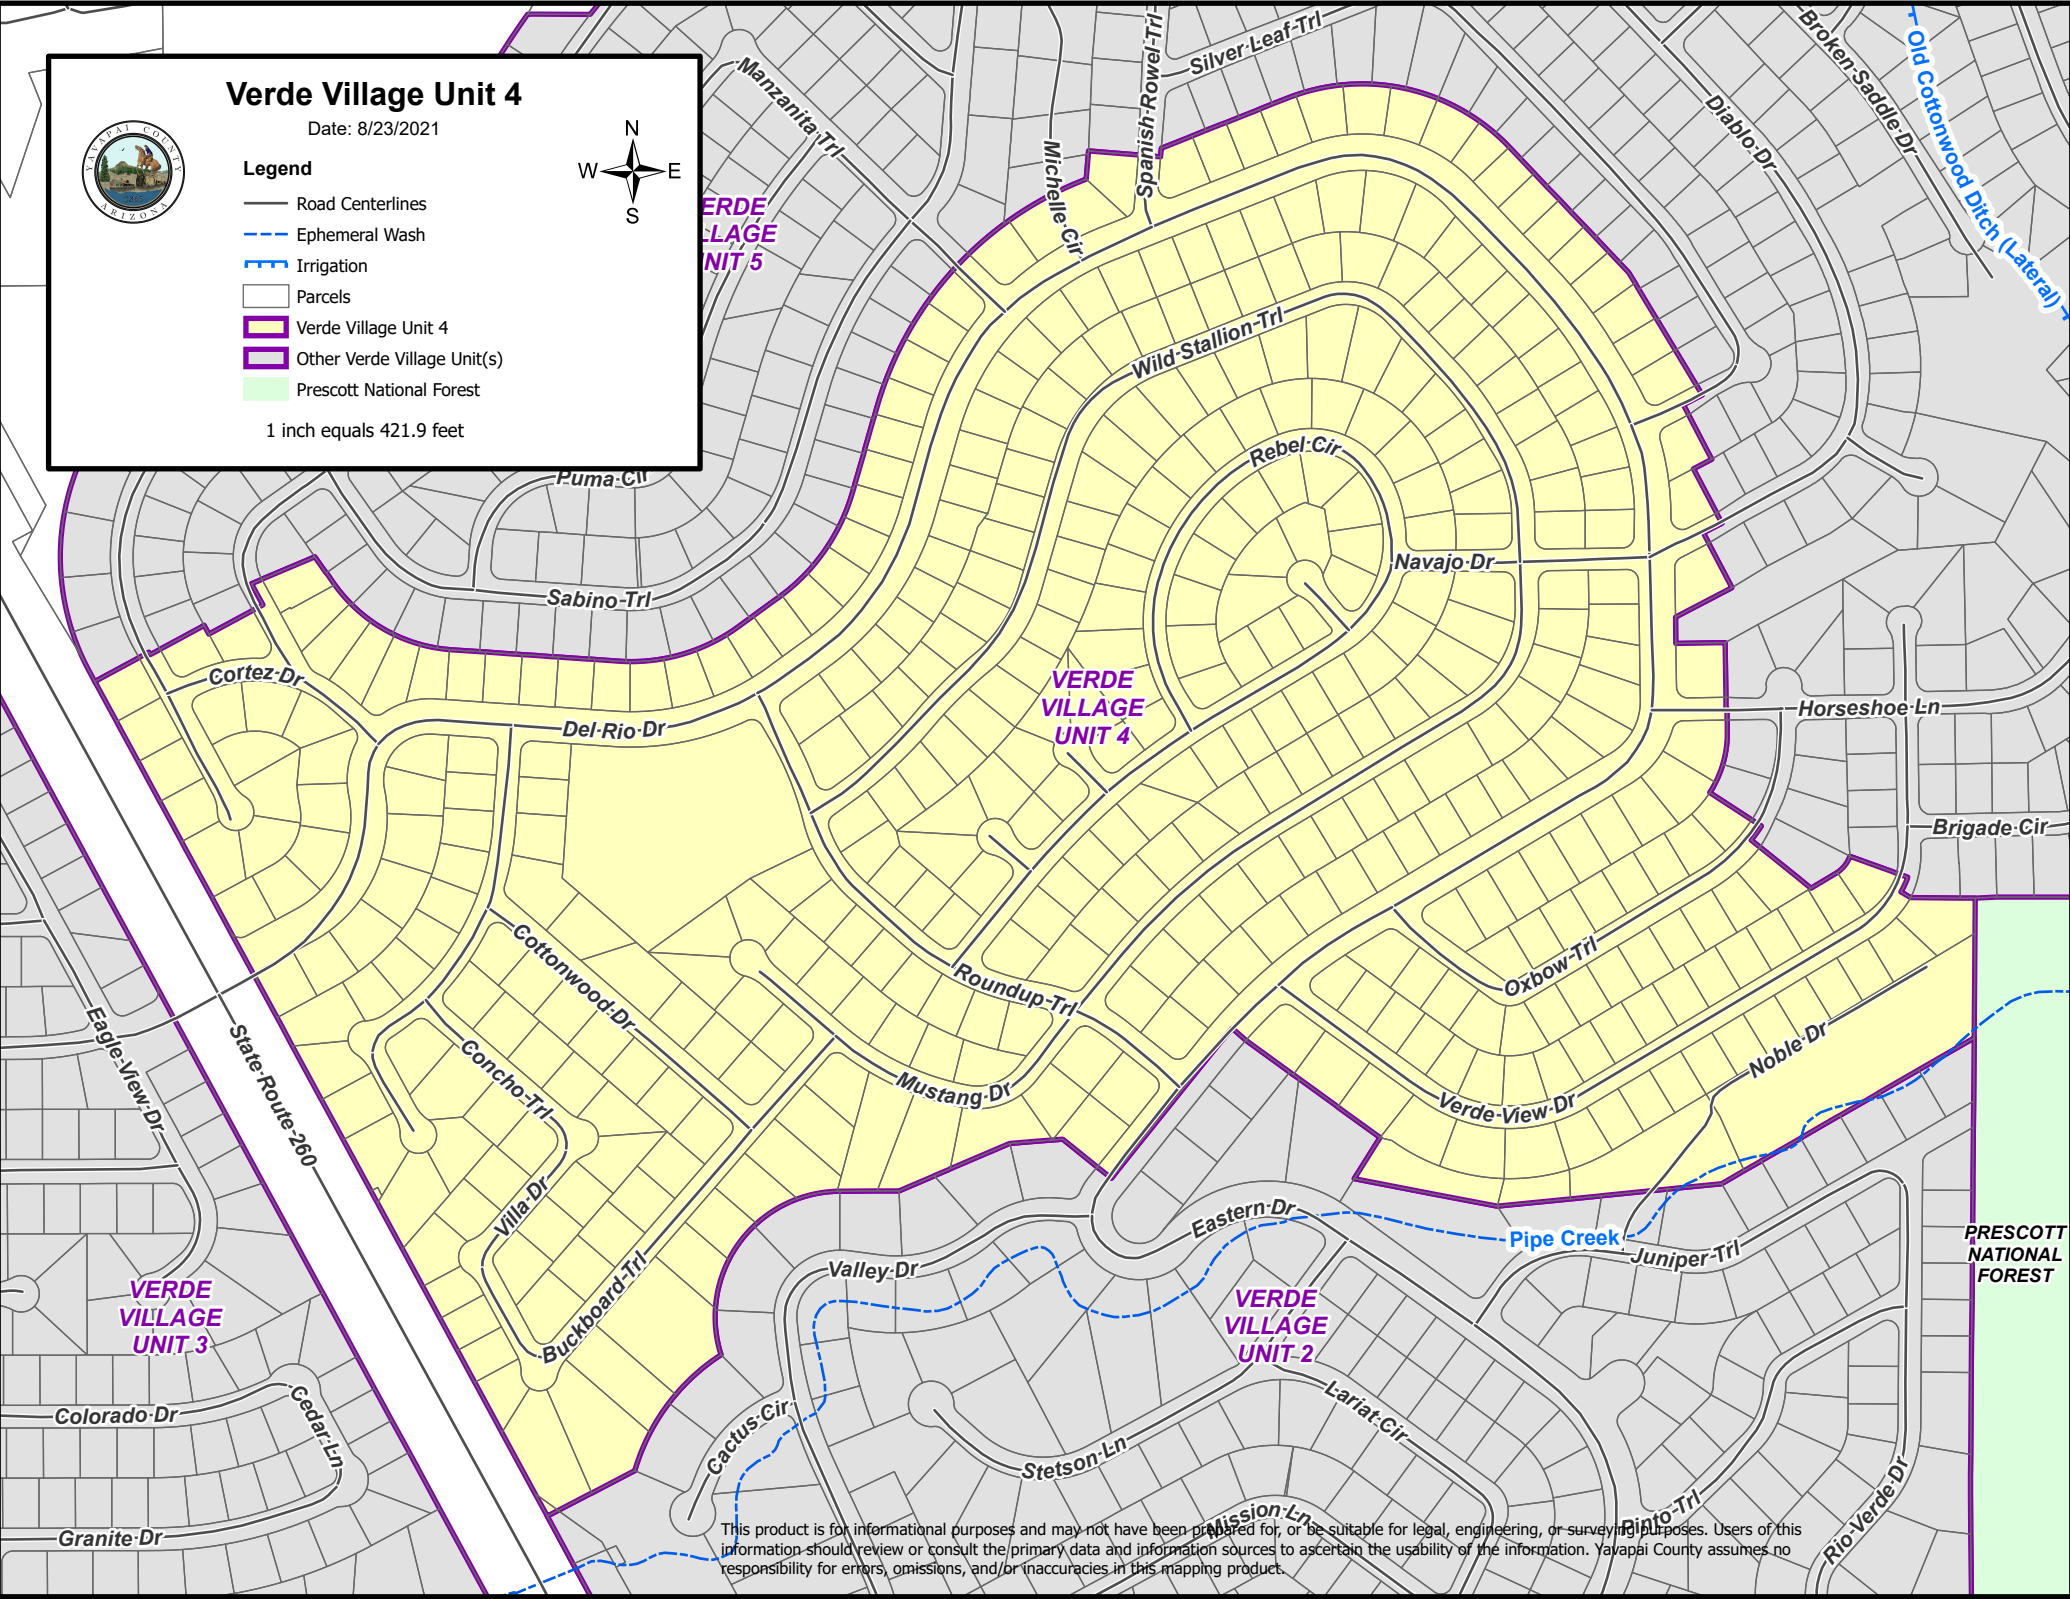 Verde Village Unit 4
Date: 8/23/2021
YAVAPAI COUNTY
ARIZONA
N
W
E
S
Legend
Road Centerlines
Ephemeral Wash
Irrigation
Parcels
Verde Village Unit 4
Other Verde Village Unit(s)
Prescott National Forest
1 inch equals 421.9 feet
Manzanita Trl
Michelle Cir
Spanish Rowel Trl
Silver Leaf Trl
Diablo Dr
Broken Saddle Dr
Old Cottonwood Ditch (Lateral)
ERDE
LLAGE
NIT 5
Wild Stallion Trl
Rebel Cir
Puma Cir
Navajo Dr
Sabino Trl
Cortez Dr
VERDE
VILLAGE
UNIT 4
Del Rio Dr
Horseshoe Ln
Brigade Cir
Cottonwood Dr
Roundup Trl
Oxbow Trl
Eagle View Dr
State Route 260
Concho Trl
Mustang Dr
Verde View Dr
Noble Dr
Villa Dr
Eastern Dr
Pipe Creek
Juniper Trl
PRESCOTT
NATIONAL
FOREST
Valley Dr
VERDE
VILLAGE
UNIT 3
VERDE
VILLAGE
UNIT 2
Buckboard Trl
Colorado Dr
Cedar Ln
Cactus Cir
Lariat Cir
Stetson Ln
Granite Dr
Mission Ln
Pinto Trl
Rio Verde Dr
This product is for informational purposes and may not have been prepared for, or be suitable for legal, engineering, or surveying purposes. Users of this
information should review or consult the primary data and information sources to ascertain the usability of the information. Yavapai County assumes no
responsibility for errors, omissions, and/or inaccuracies in this mapping product.